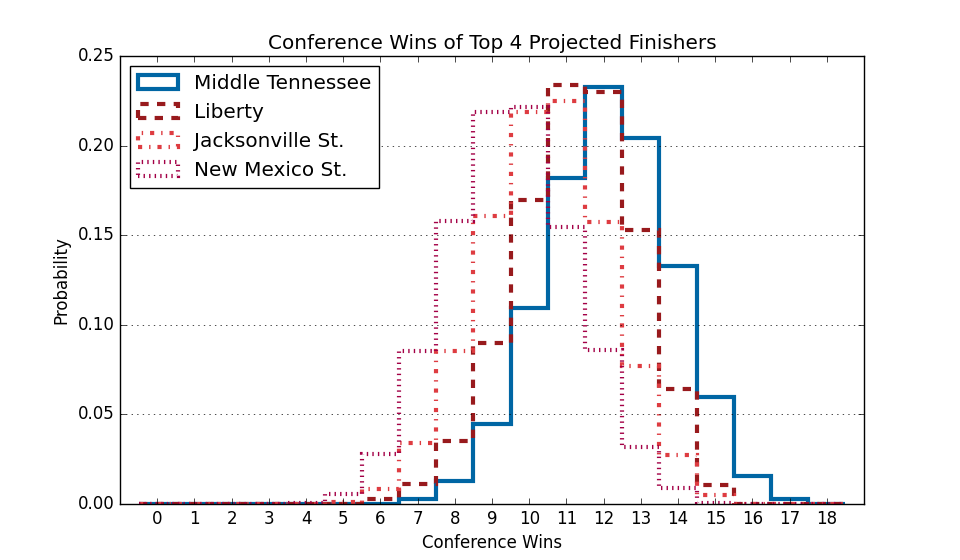 Conference Wins of Top 4 Projected Finishers
0.25
0.20
0.15
0.10
0.05
0.00
Probability
Middle Tennessee
Liberty
Jacksonville St.
New Mexico St.
0 1 2 3 4 5 6 7 8 9 10 11 12 13 14 15 16 17 18
Conference Wins